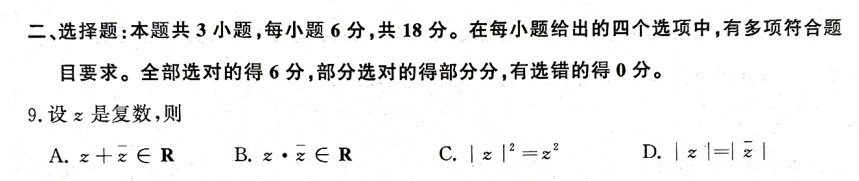 二、选择题:本题共 3 小题,每小题 6 分,共 18 分。在每小题给出的四个选项中,有多项符合题
目要求。全部选对的得 6 分,部分选对的得部分分,有选错的得 0 分。
9. 设 z 是复数,则
A. z+z̄∈R B. z·z̄∈R C. |z|²=z² D. |z|=|z̄|